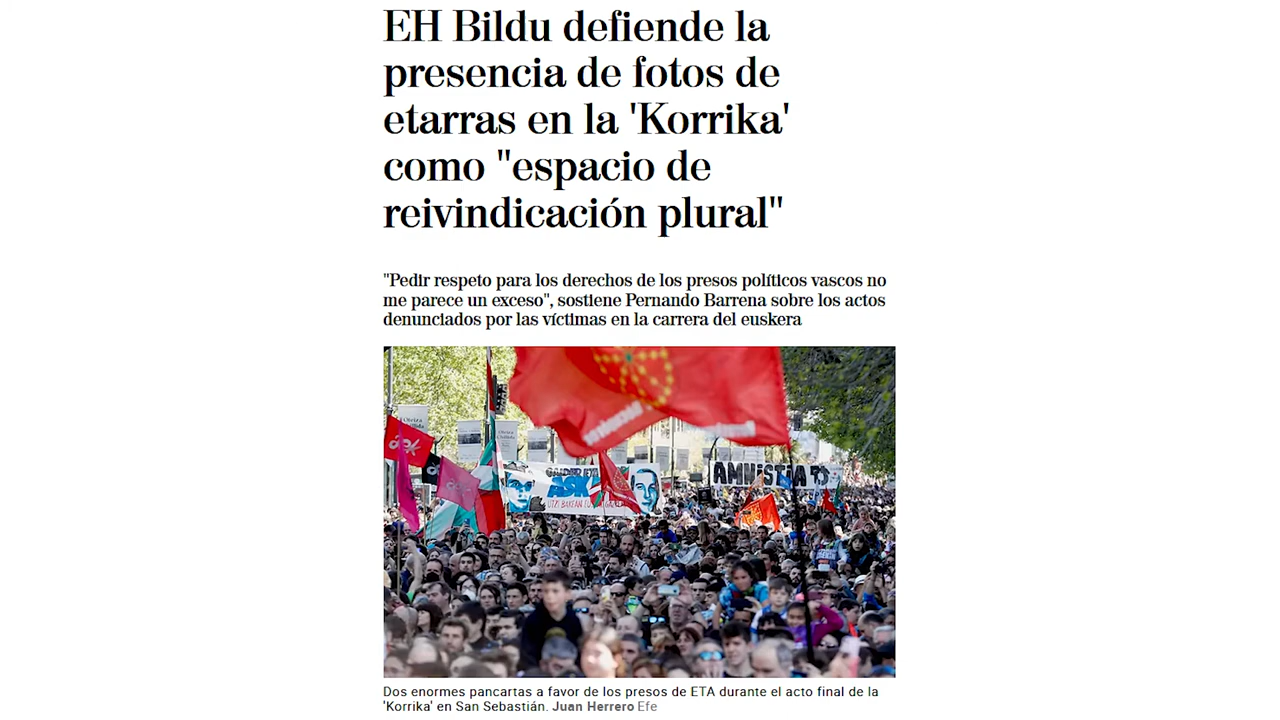 EH Bildu defiende la
presencia de fotos de
etarras en la 'Korrika'
como "espacio de
reivindicación plural"
"Pedir respeto para los derechos de los presos políticos vascos no
me parece un exceso", sostiene Pernando Barrena sobre los actos
denunciados por las víctimas en la carrera del euskera
ASK
AMNISTIA
Dos enormes pancartas a favor de los presos de ETA durante el acto final de la
'Korrika' en San Sebastián. Juan Herrero Efe